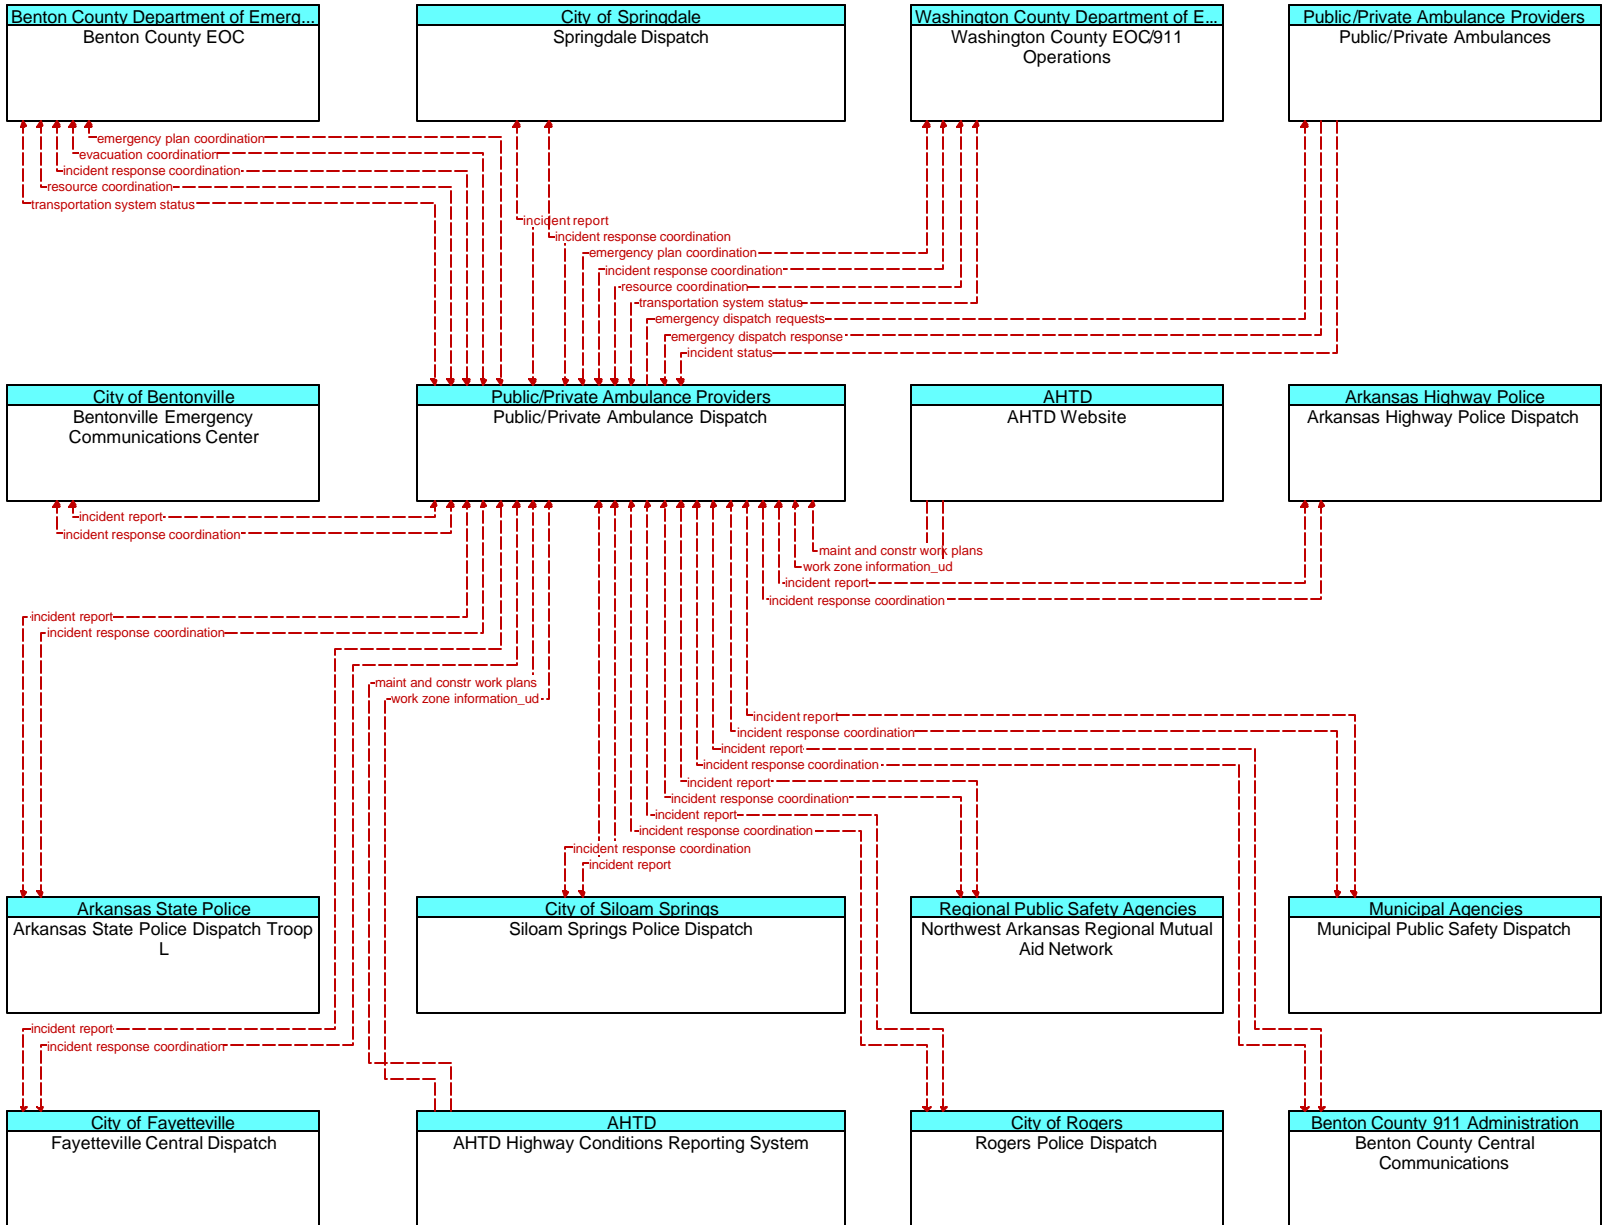 Benton County Department of Emerg...
Benton County EOC
City of Springdale
Springdale Dispatch
Washington County Department of E...
Washington County EOC/911
Operations
Public/Private Ambulance Providers
Public/Private Ambulances
emergency plan coordination
evacuation coordination
incident response coordination
resource coordination
transportation system status
incident report
incident response coordination
emergency plan coordination
incident response coordination
resource coordination
transportation system status
emergency dispatch requests
emergency dispatch response
incident status
City of Bentonville
Bentonville Emergency
Communications Center
Public/Private Ambulance Providers
Public/Private Ambulance Dispatch
AHTD
AHTD Website
Arkansas Highway Police
Arkansas Highway Police Dispatch
incident report
incident response coordination
maint and constr work plans
work zone information_ud
incident report
incident response coordination
incident report
incident response coordination
maint and constr work plans
work zone information_ud
incident report
incident response coordination
incident report
incident response coordination
incident report
incident response coordination
incident report
incident response coordination
incident response coordination
incident report
Arkansas State Police
Arkansas State Police Dispatch Troop
L
City of Siloam Springs
Siloam Springs Police Dispatch
Regional Public Safety Agencies
Northwest Arkansas Regional Mutual
Aid Network
Municipal Agencies
Municipal Public Safety Dispatch
incident report
incident response coordination
City of Fayetteville
Fayetteville Central Dispatch
AHTD
AHTD Highway Conditions Reporting System
City of Rogers
Rogers Police Dispatch
Benton County 911 Administration
Benton County Central
Communications